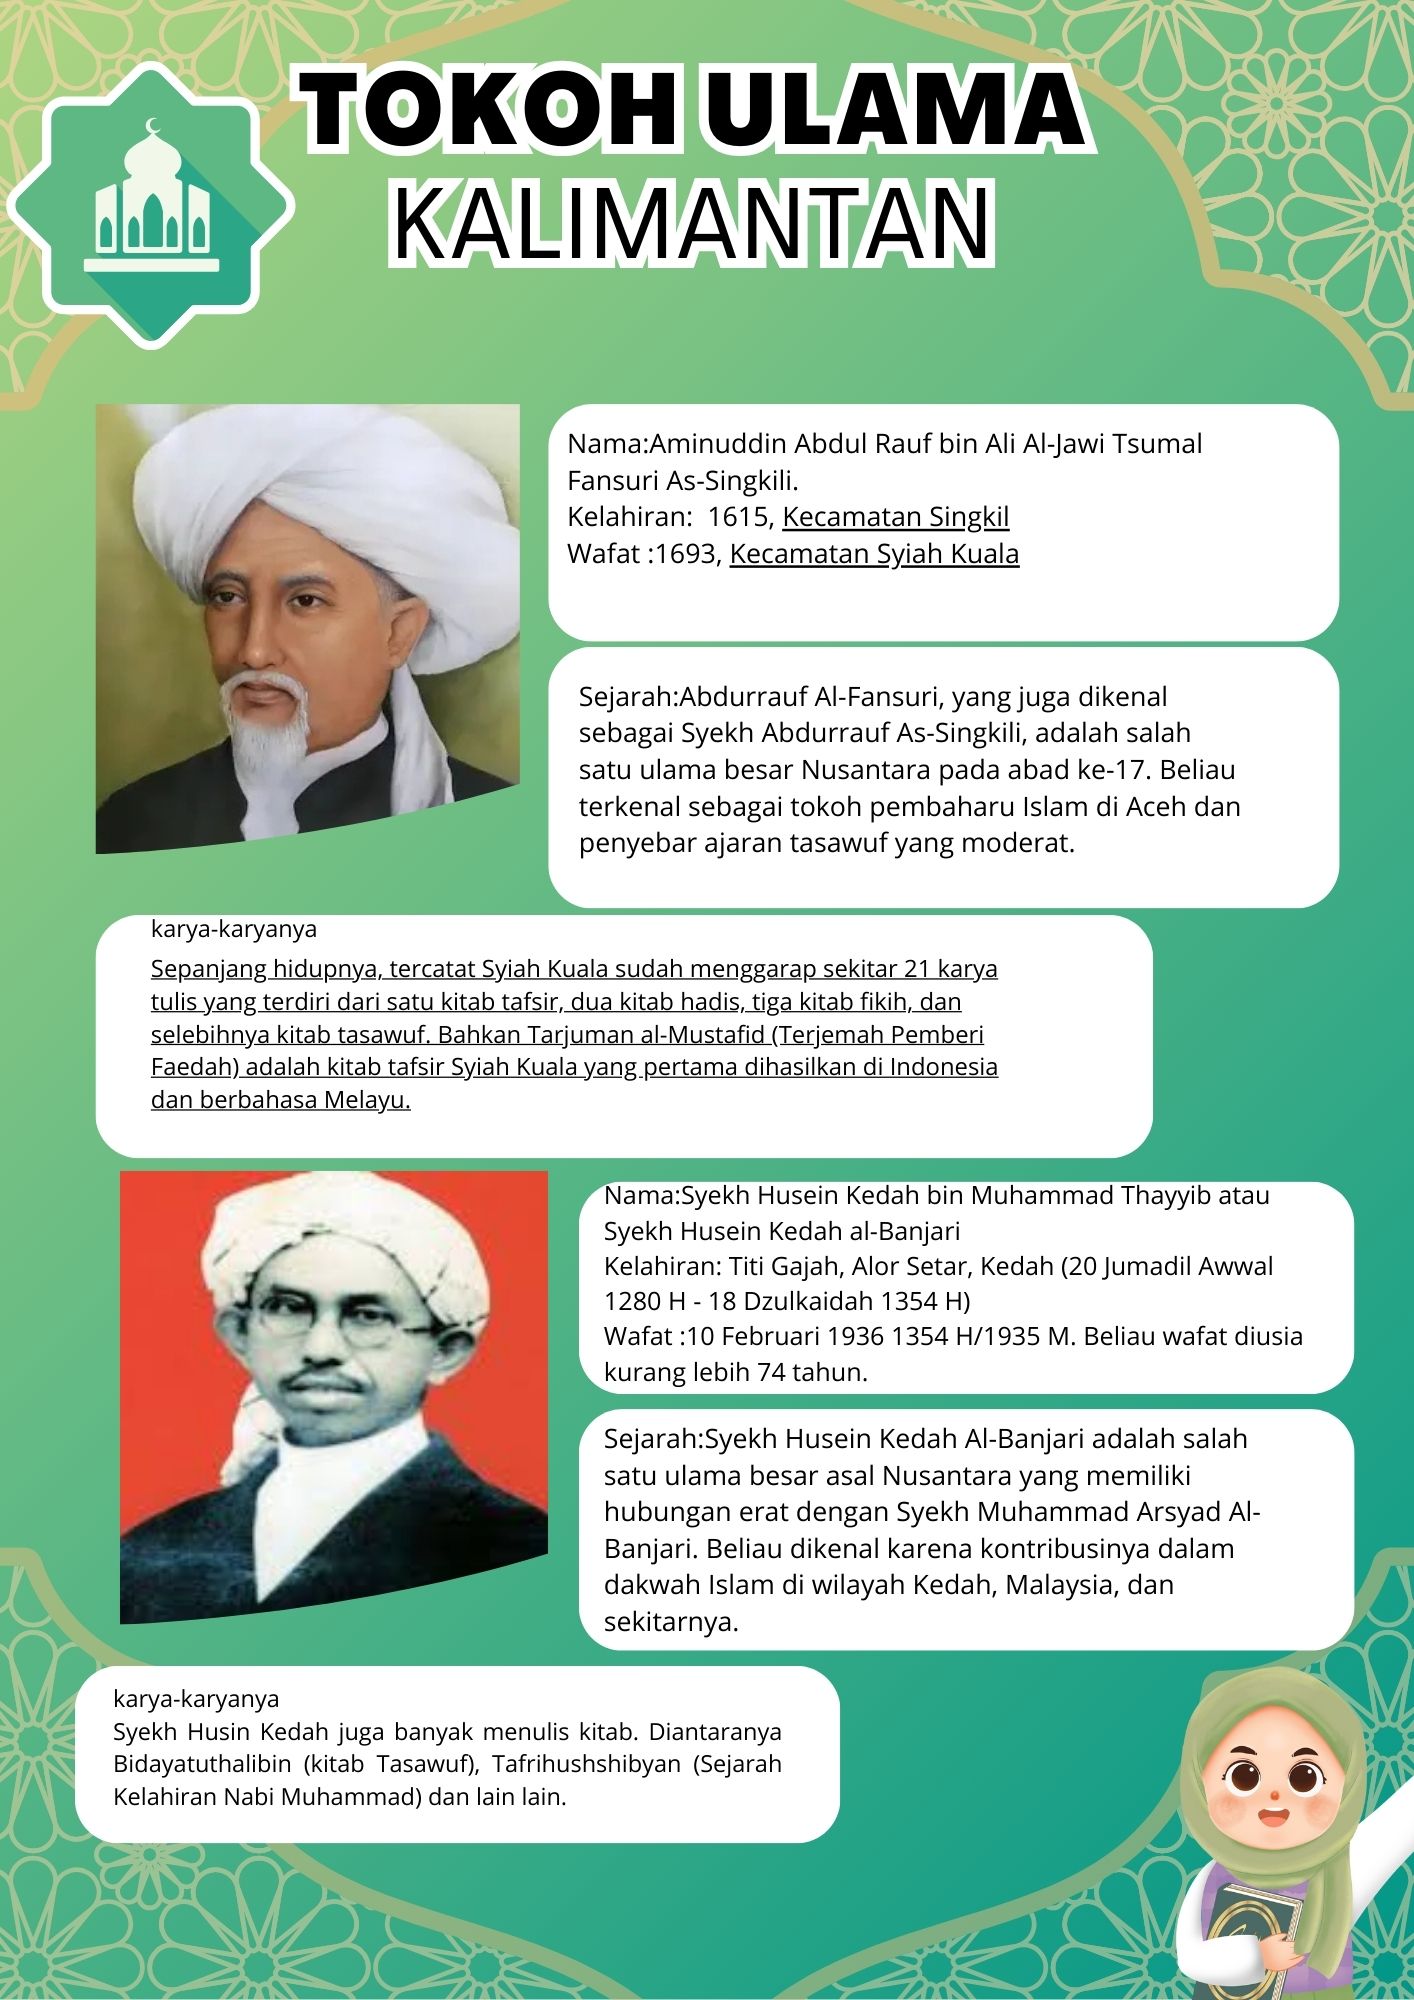 TOKOH ULAMA
KALIMANTAN
Nama:Aminuddin Abdul Rauf bin Ali Al-Jawi Tsumal
Fansuri As-Singkili.
Kelahiran:  1615, Kecamatan Singkil
Wafat :1693, Kecamatan Syiah Kuala
Sejarah:Abdurrauf Al-Fansuri, yang juga dikenal
sebagai Syekh Abdurrauf As-Singkili, adalah salah
satu ulama besar Nusantara pada abad ke-17. Beliau
terkenal sebagai tokoh pembaharu Islam di Aceh dan
penyebar ajaran tasawuf yang moderat.
karya-karyanya
Sepanjang hidupnya, tercatat Syiah Kuala sudah menggarap sekitar 21 karya
tulis yang terdiri dari satu kitab tafsir, dua kitab hadis, tiga kitab fikih, dan
selebihnya kitab tasawuf. Bahkan Tarjuman al-Mustafid (Terjemah Pemberi
Faedah) adalah kitab tafsir Syiah Kuala yang pertama dihasilkan di Indonesia
dan berbahasa Melayu.
Nama:Syekh Husein Kedah bin Muhammad Thayyib atau
Syekh Husein Kedah al-Banjari
Kelahiran: Titi Gajah, Alor Setar, Kedah (20 Jumadil Awwal
1280 H - 18 Dzulkaidah 1354 H)
Wafat :10 Februari 1936 1354 H/1935 M. Beliau wafat diusia
kurang lebih 74 tahun.
Sejarah:Syekh Husein Kedah Al-Banjari adalah salah
satu ulama besar asal Nusantara yang memiliki
hubungan erat dengan Syekh Muhammad Arsyad Al-
Banjari. Beliau dikenal karena kontribusinya dalam
dakwah Islam di wilayah Kedah, Malaysia, dan
sekitarnya.
karya-karyanya
Syekh Husin Kedah juga banyak menulis kitab. Diantaranya
Bidayatuthalibin (kitab Tasawuf), Tafrihushshibyan (Sejarah
Kelahiran Nabi Muhammad) dan lain lain.